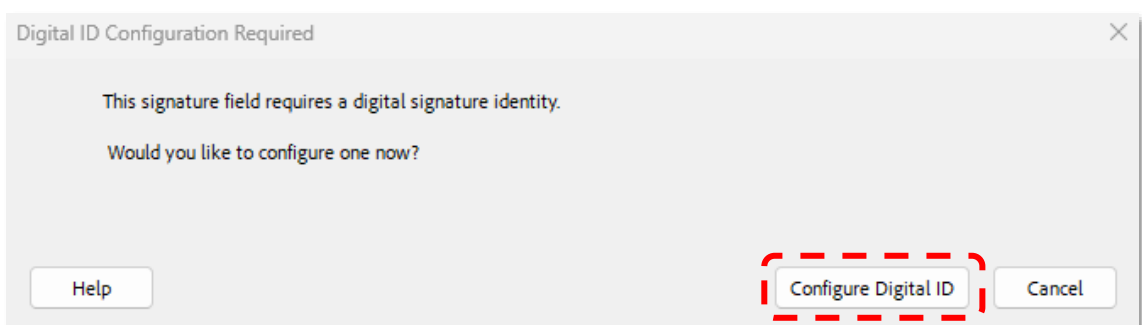 Digital ID Configuration Required
This signature field requires a digital signature identity.
Would you like to configure one now?
Help
Configure Digital ID
Cancel